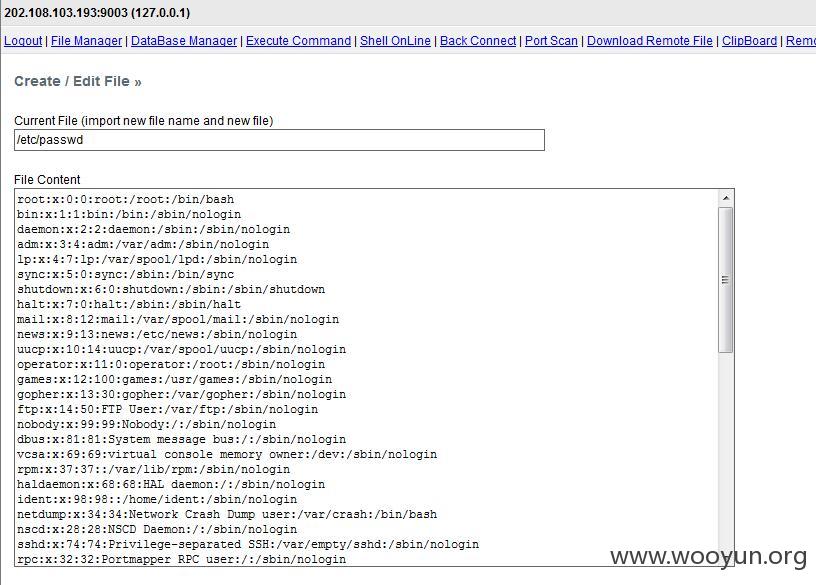 202.108.103.193:9003 (127.0.0.1)
Logout | File Manager | DataBase Manager | Execute Command | Shell OnLine | Back Connect | Port Scan | Download Remote File | ClipBoard | Remo
Create / Edit File »
Current File (import new file name and new file)
/etc/passwd
File Content
root:x:0:0:root:/root:/bin/bash
bin:x:1:1:bin:/bin:/sbin/nologin
daemon:x:2:2:daemon:/sbin:/sbin/nologin
adm:x:3:4:adm:/var/adm:/sbin/nologin
lp:x:4:7:lp:/var/spool/lpd:/sbin/nologin
sync:x:5:0:sync:/sbin:/bin/sync
shutdown:x:6:0:shutdown:/sbin:/sbin/shutdown
halt:x:7:0:halt:/sbin:/sbin/halt
mail:x:8:12:mail:/var/spool/mail:/sbin/nologin
news:x:9:13:news:/etc/news:/sbin/nologin
uucp:x:10:14:uucp:/var/spool/uucp:/sbin/nologin
operator:x:11:0:operator:/root:/sbin/nologin
games:x:12:100:games:/usr/games:/sbin/nologin
gopher:x:13:30:gopher:/var/gopher:/sbin/nologin
ftp:x:14:50:FTP User:/var/ftp:/sbin/nologin
nobody:x:99:99:Nobody:/:/sbin/nologin
dbus:x:81:81:System message bus:/:/sbin/nologin
vcsa:x:69:69:virtual console memory owner:/dev:/sbin/nologin
rpm:x:37:37::/var/lib/rpm:/sbin/nologin
haldaemon:x:68:68:HAL daemon:/:/sbin/nologin
ident:x:98:98::/home/ident:/sbin/nologin
netdump:x:34:34:Network Crash Dump user:/var/crash:/bin/bash
nscd:x:28:28:NSCD Daemon:/:/sbin/nologin
sshd:x:74:74:Privilege-separated SSH:/var/empty/sshd:/sbin/nologin
rpc:x:32:32:Portmapper RPC user:/:/sbin/nologin
www.wooyun.org